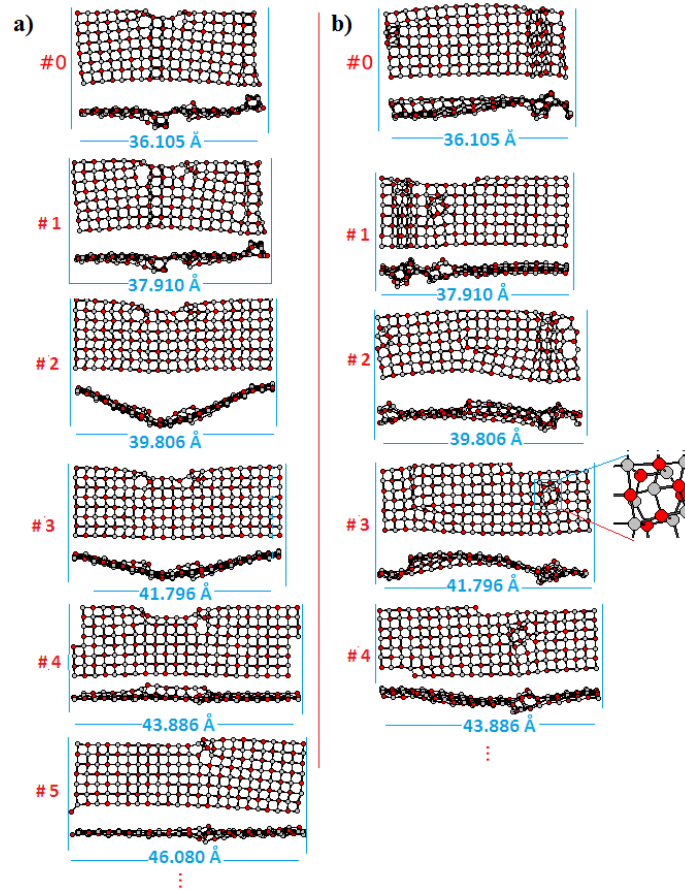 a)
#0
36.105 Å
#1
37.910 Å
#2
39.806 Å
#3
41.796 Å
#4
43.886 Å
#5
46.080 Å
⋮
b)
#0
36.105 Å
#1
37.910 Å
#2
39.806 Å
#3
41.796 Å
#4
43.886 Å
⋮